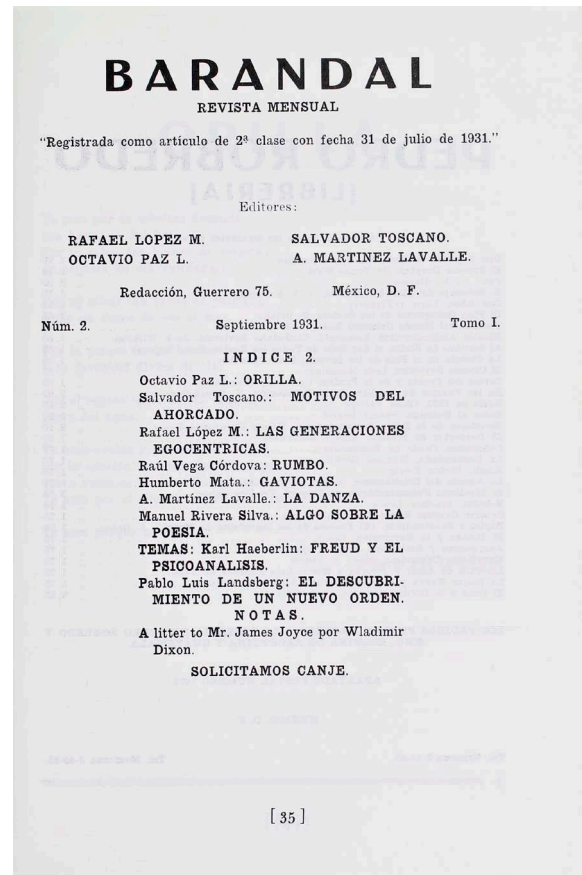 BARANDAL
REVISTA MENSUAL
"Registrada como artículo de 2ª clase con fecha 31 de julio de 1931."
Editores:
RAFAEL LOPEZ M. SALVADOR TOSCANO.
OCTAVIO PAZ L. A. MARTINEZ LAVALLE.
Redacción, Guerrero 75. México, D. F.
Núm. 2. Septiembre 1931. Tomo I.
INDICE 2.
Octavio Paz L.: ORILLA.
Salvador Toscano.: MOTIVOS DEL
AHORCADO.
Rafael López M.: LAS GENERACIONES
EGOCENTRICAS.
Raúl Vega Córdova: RUMBO.
Humberto Mata.: GAVIOTAS.
A. Martínez Lavalle.: LA DANZA.
Manuel Rivera Silva.: ALGO SOBRE LA
POESIA.
TEMAS: Karl Haeberlin: FREUD Y EL
PSICOANALISIS.
Pablo Luis Landsberg: EL DESCUBRI-
MIENTO DE UN NUEVO ORDEN.
NOTAS.
A litter to Mr. James Joyce por Wladimir
Dixon.
SOLICITAMOS CANJE.
[35]